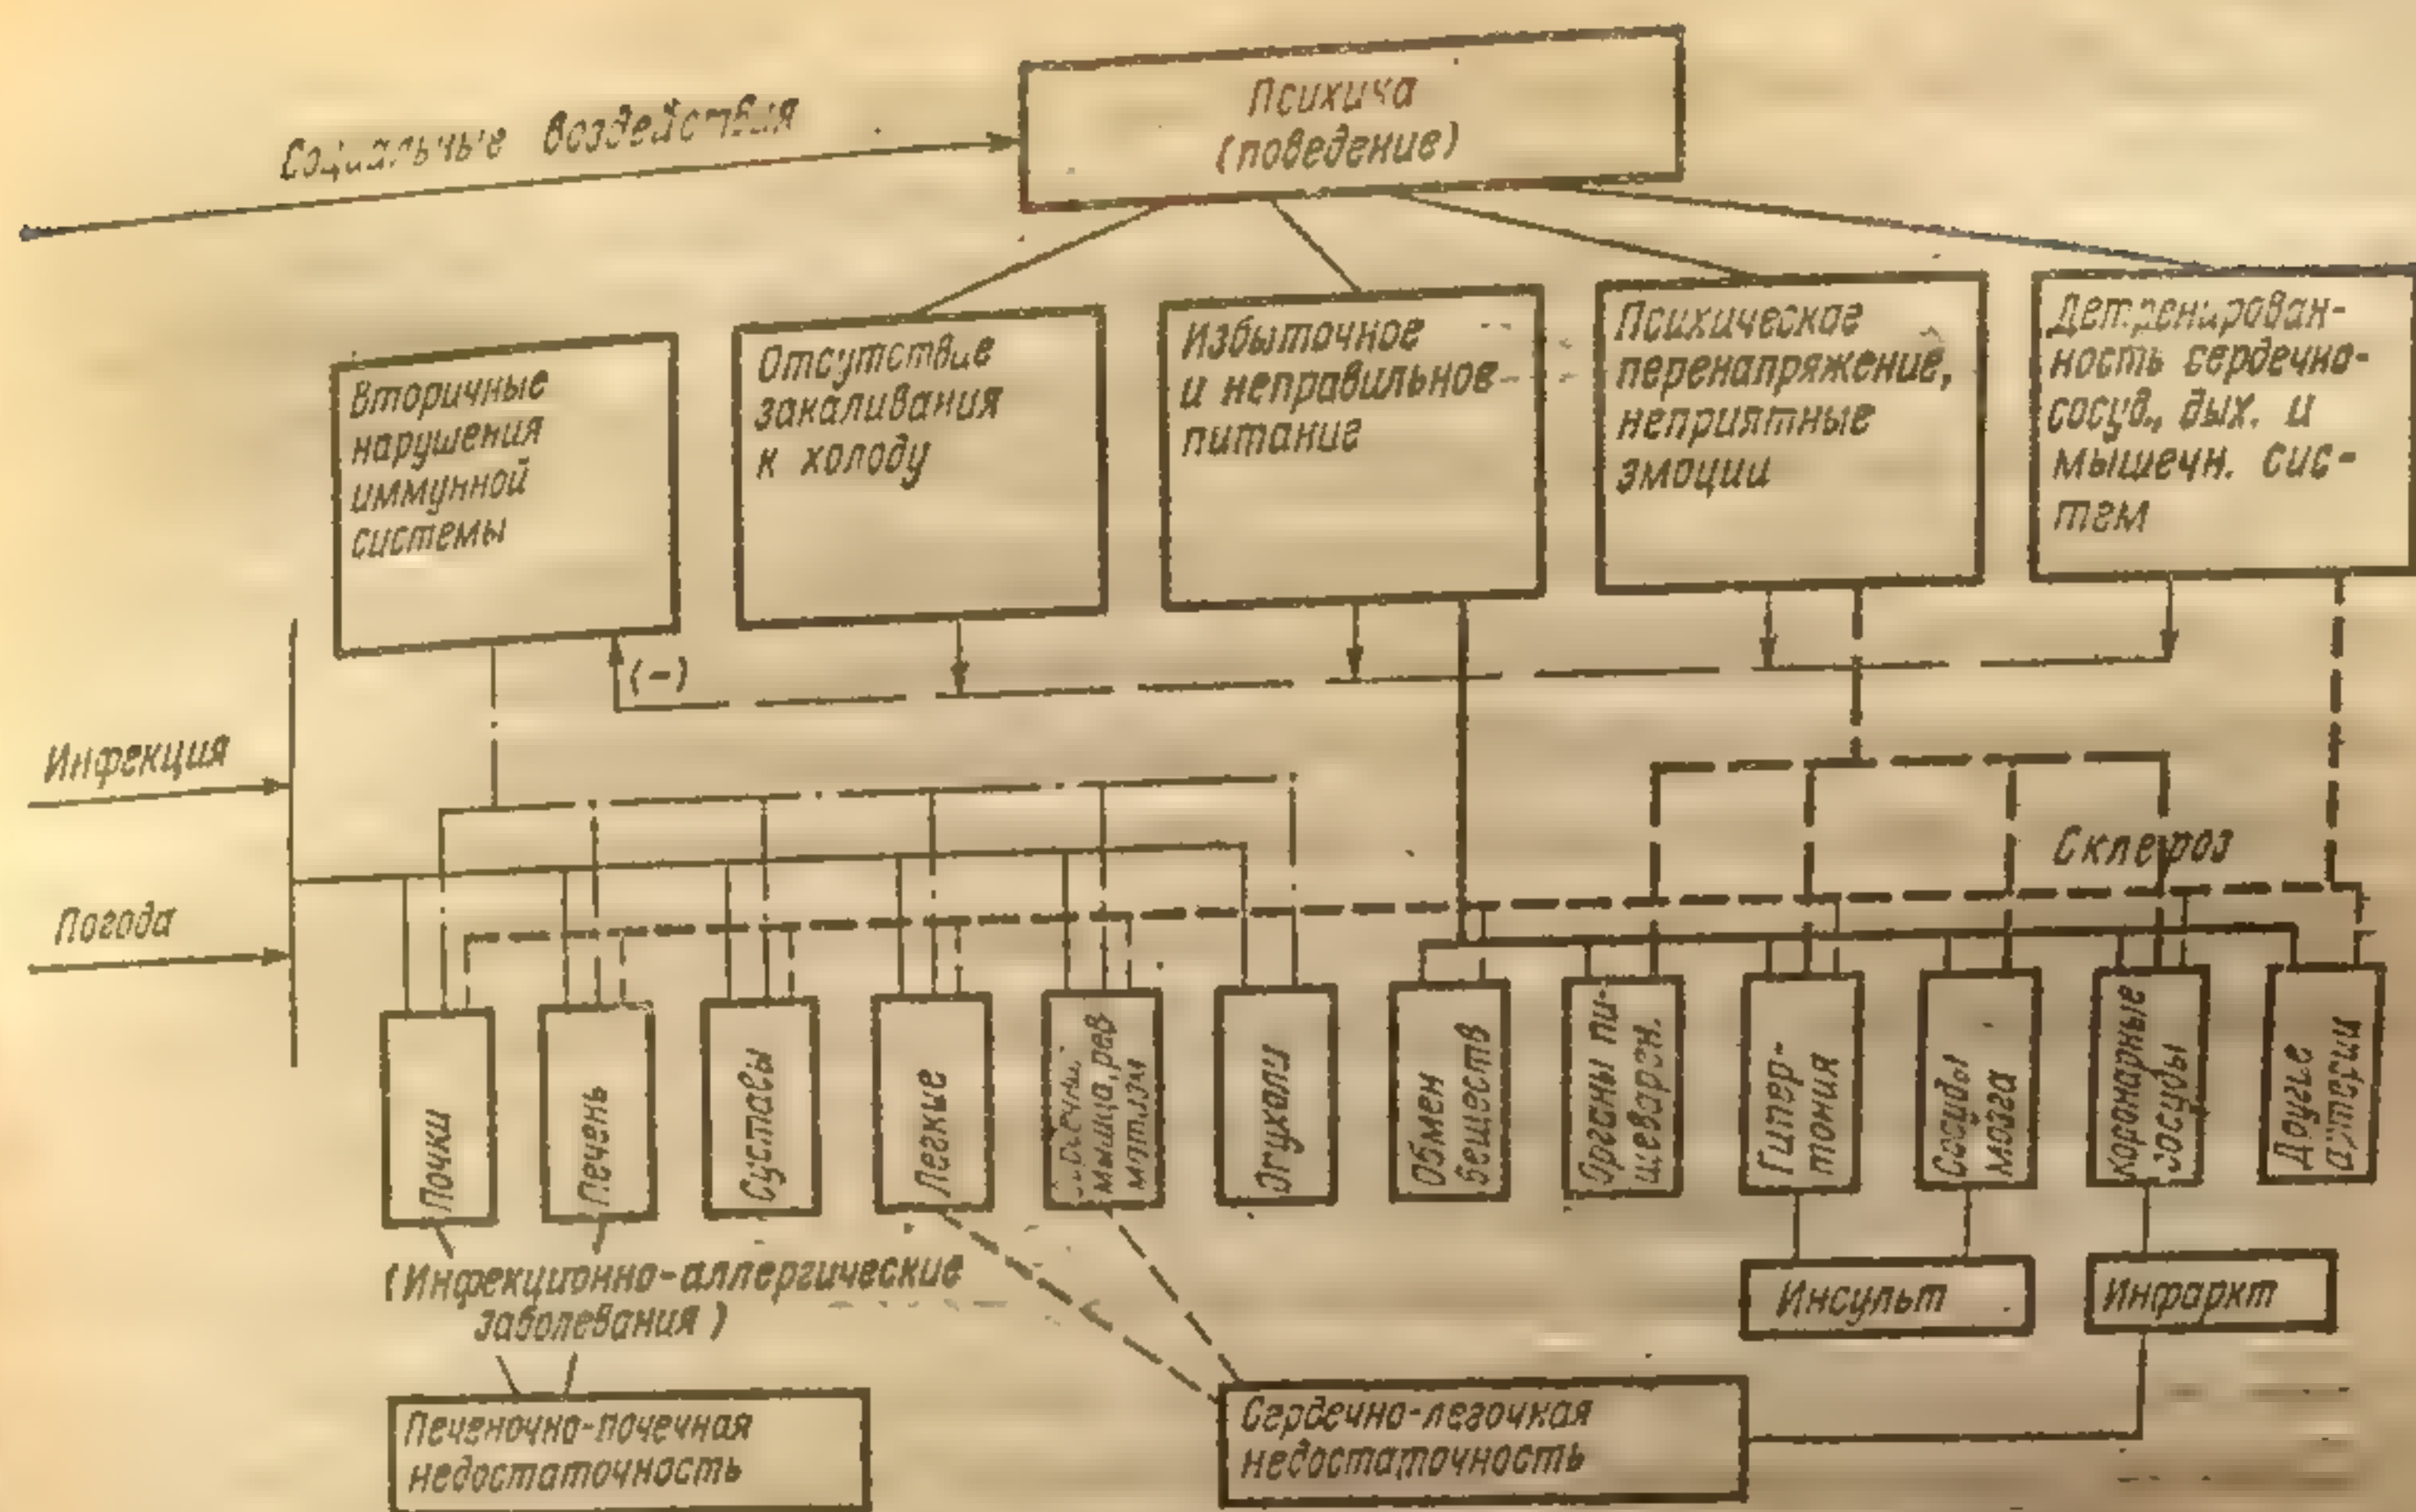 Социальные воздействия
Психика
(поведение)
Вторичные
нарушения
иммунной
системы
Отсутствие
закаливания
к холоду
Избыточное
и неправильное
питание
Психическое
перенапряжение,
неприятные
эмоции
Детренирован-
ность сердечно-
сосуд., дых. и
мышечн. сис-
тем
(-)
Инфекция
Погода
Склероз
Почки
Печень
Суставы
Легкие
мышца, рев
матизм
Опухоли
Обмен
веществ
Органы пи-
щеварен.
Гипер-
тония
Сосуды
мозга
Коронарные
сосуды
Другие
артерии
(Инфекционно-аллергические
заболевания)
Инсульт
Инфаркт
Печеночно-почечная
недостаточность
Сердечно-легочная
недостаточность